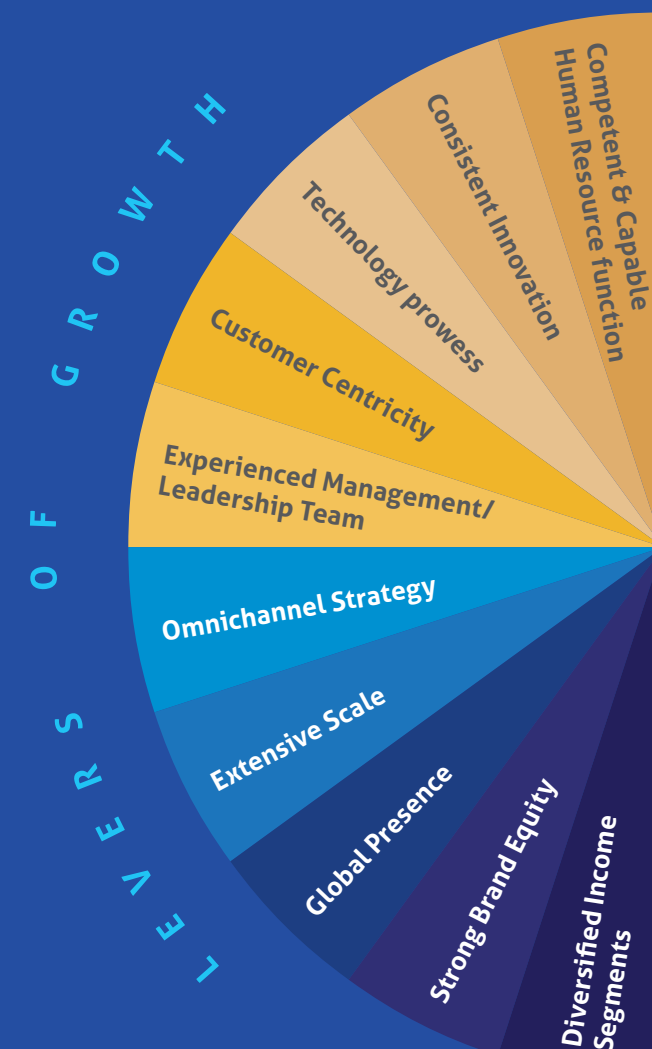 LEVERS OF GROWTH
Competent & Capable
Human Resource function
Consistent Innovation
Technology prowess
Customer Centricity
Experienced Management/
Leadership Team
Omnichannel Strategy
Extensive Scale
Global Presence
Strong Brand Equity
Diversified Income
Segments